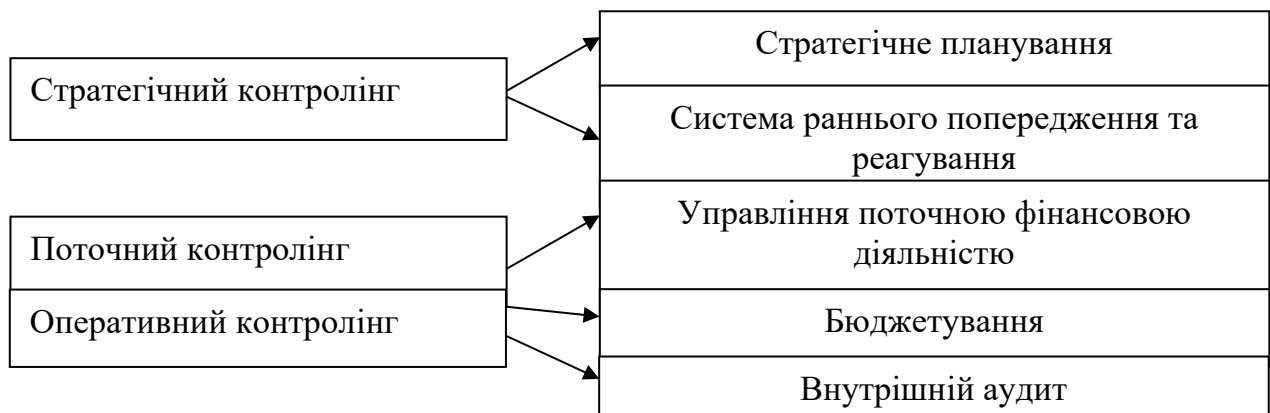 Стратегічний контролінг
Поточний контролінг
Оперативний контролінг
Стратегічне планування
Система раннього попередження та
реагування
Управління поточною фінансовою
діяльністю
Бюджетування
Внутрішній аудит